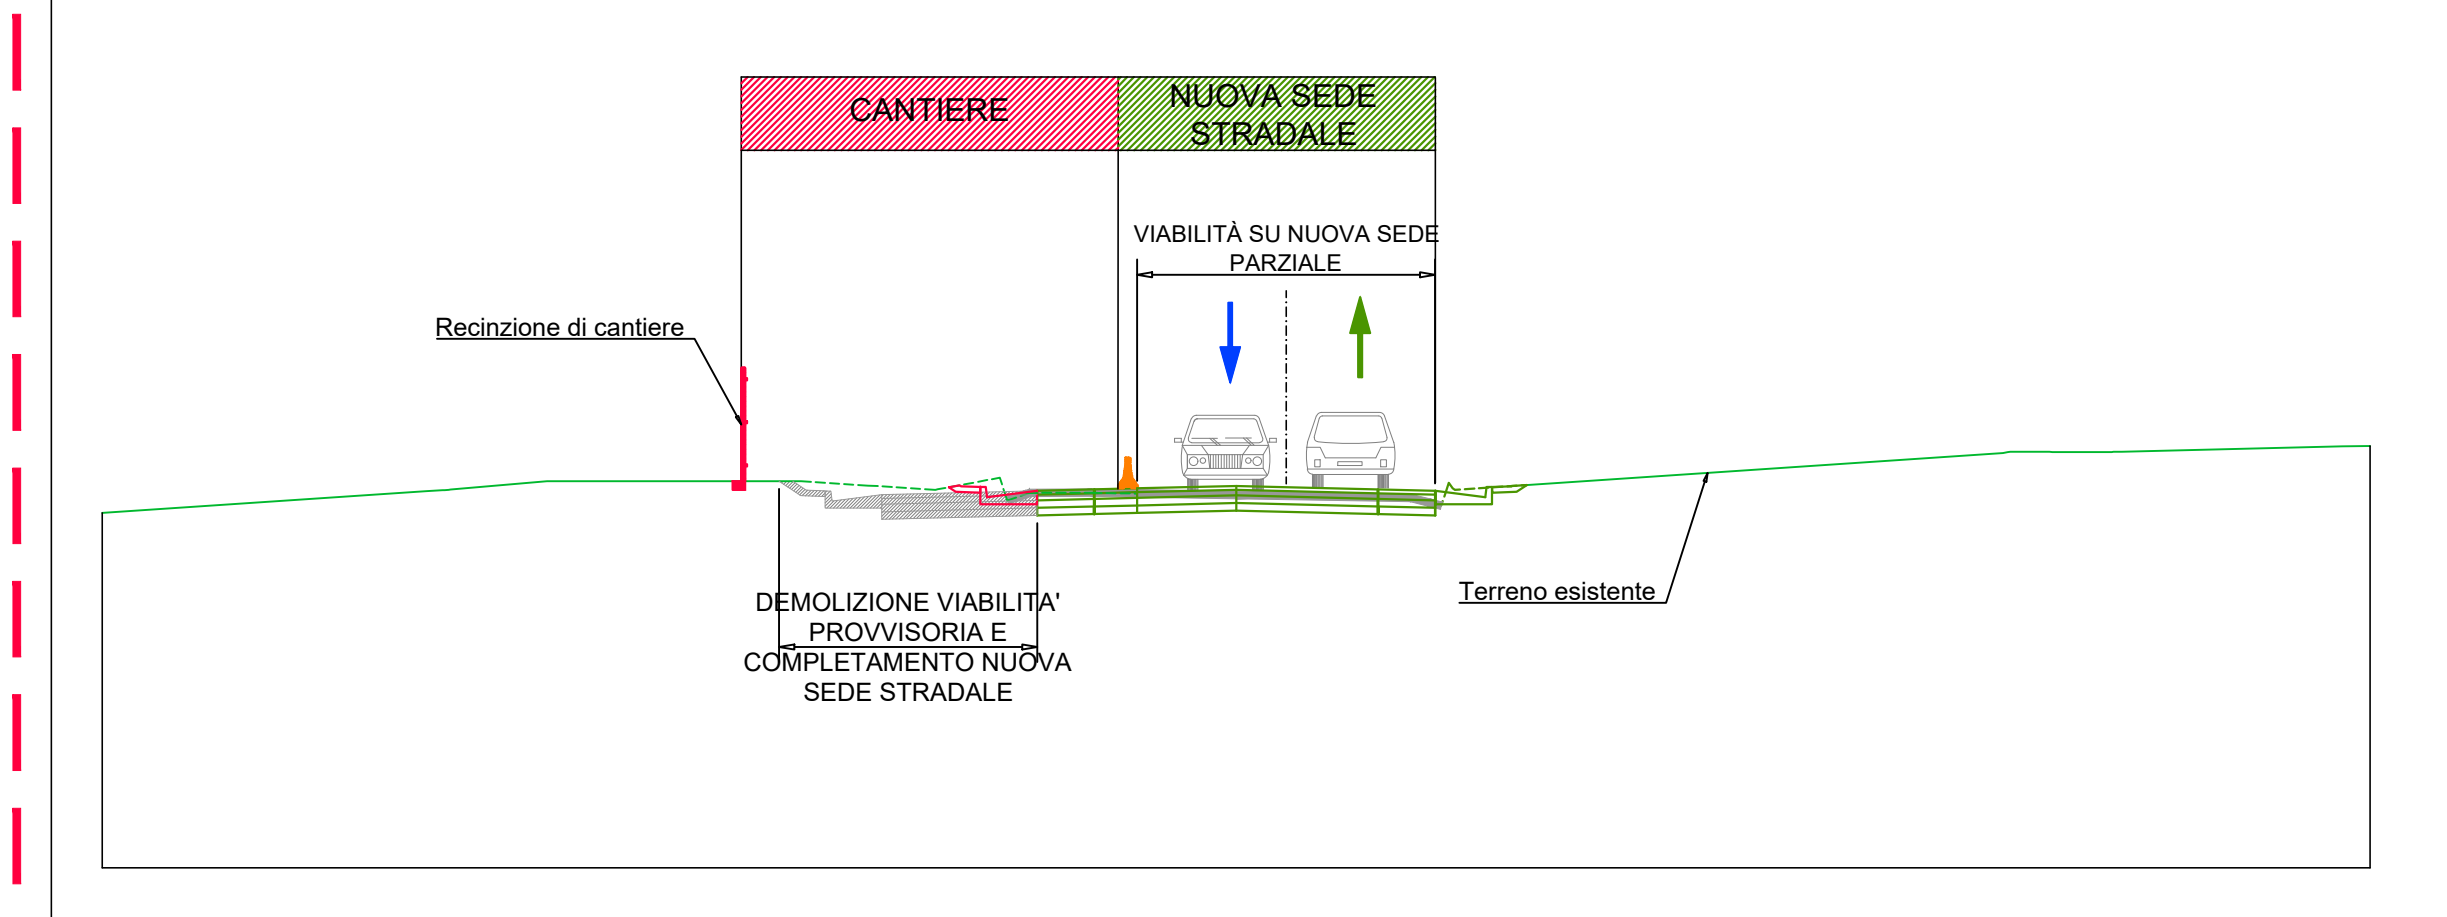 CANTIERE
NUOVA SEDE
STRADALE
VIABILITÀ SU NUOVA SEDE
PARZIALE
Recinzione di cantiere
Terreno esistente
DEMOLIZIONE VIABILITA'
PROVVISORIA E
COMPLETAMENTO NUOVA
SEDE STRADALE